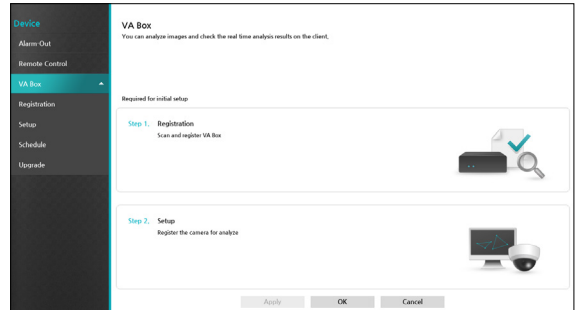 Device
Alarm-Out
Remote Control
VA Box
Registration
Setup
Schedule
Upgrade
VA Box
You can analyze images and check the real time analysis results on the client.
Required for initial setup
Step 1. Registration
Scan and register VA Box
Step 2. Setup
Register the camera for analyze
Apply OK Cancel